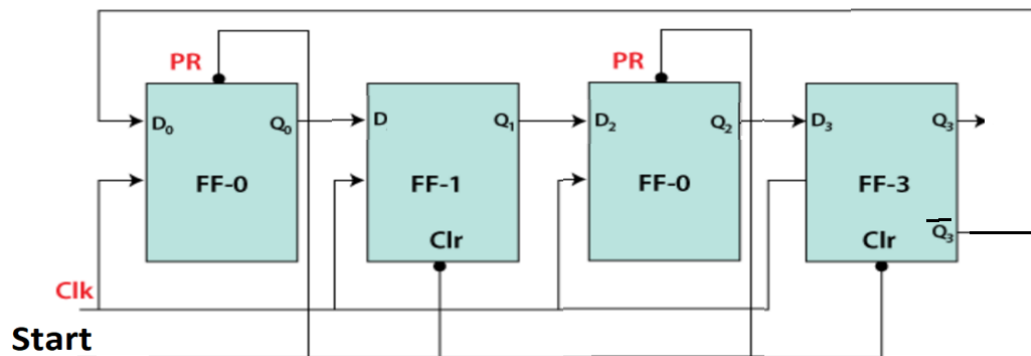 PR PR
D₀ Q₀ D Q₁ D₂ Q₂ D₃ Q₃
FF-0 FF-1 FF-0 FF-3
Clr Clr Q̅₃
Clk
Start